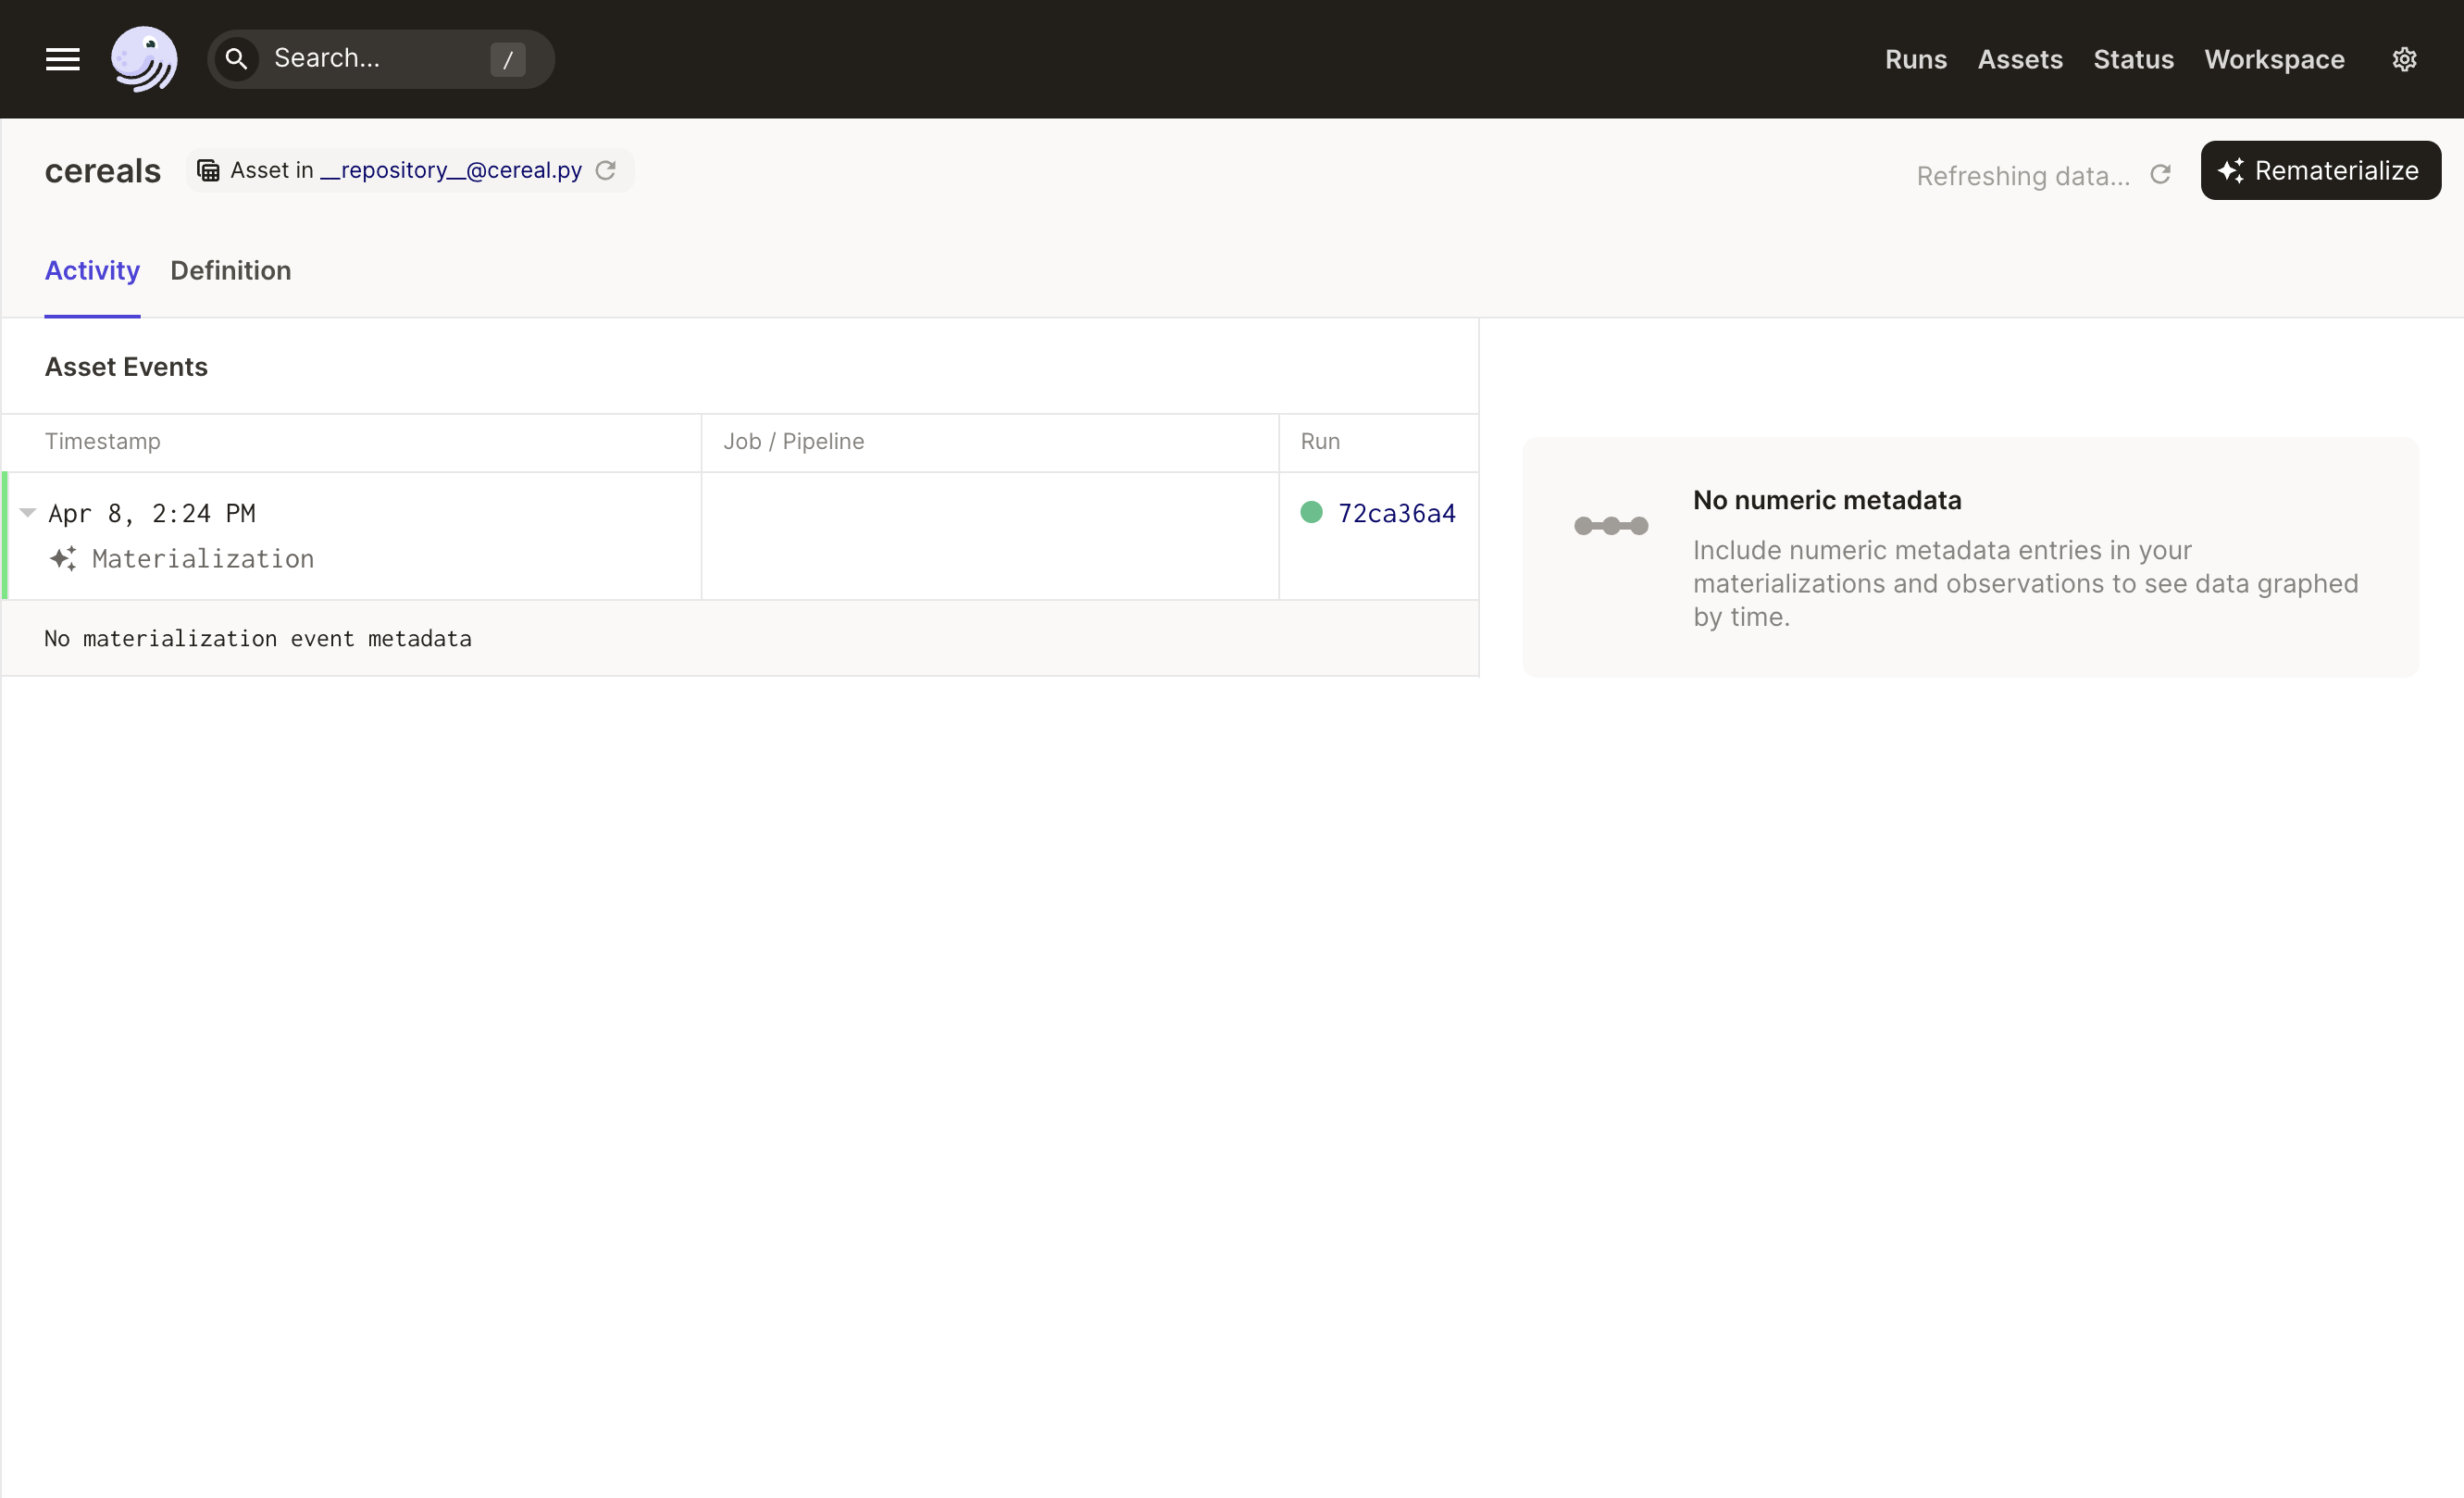 Search... /
Runs Assets Status Workspace
cereals Asset in __repository__@cereal.py
Refreshing data... Rematerialize
Activity Definition
Asset Events
Timestamp Job / Pipeline Run
Apr 8, 2:24 PM 72ca36a4
Materialization
No materialization event metadata
No numeric metadata
Include numeric metadata entries in your
materializations and observations to see data graphed
by time.